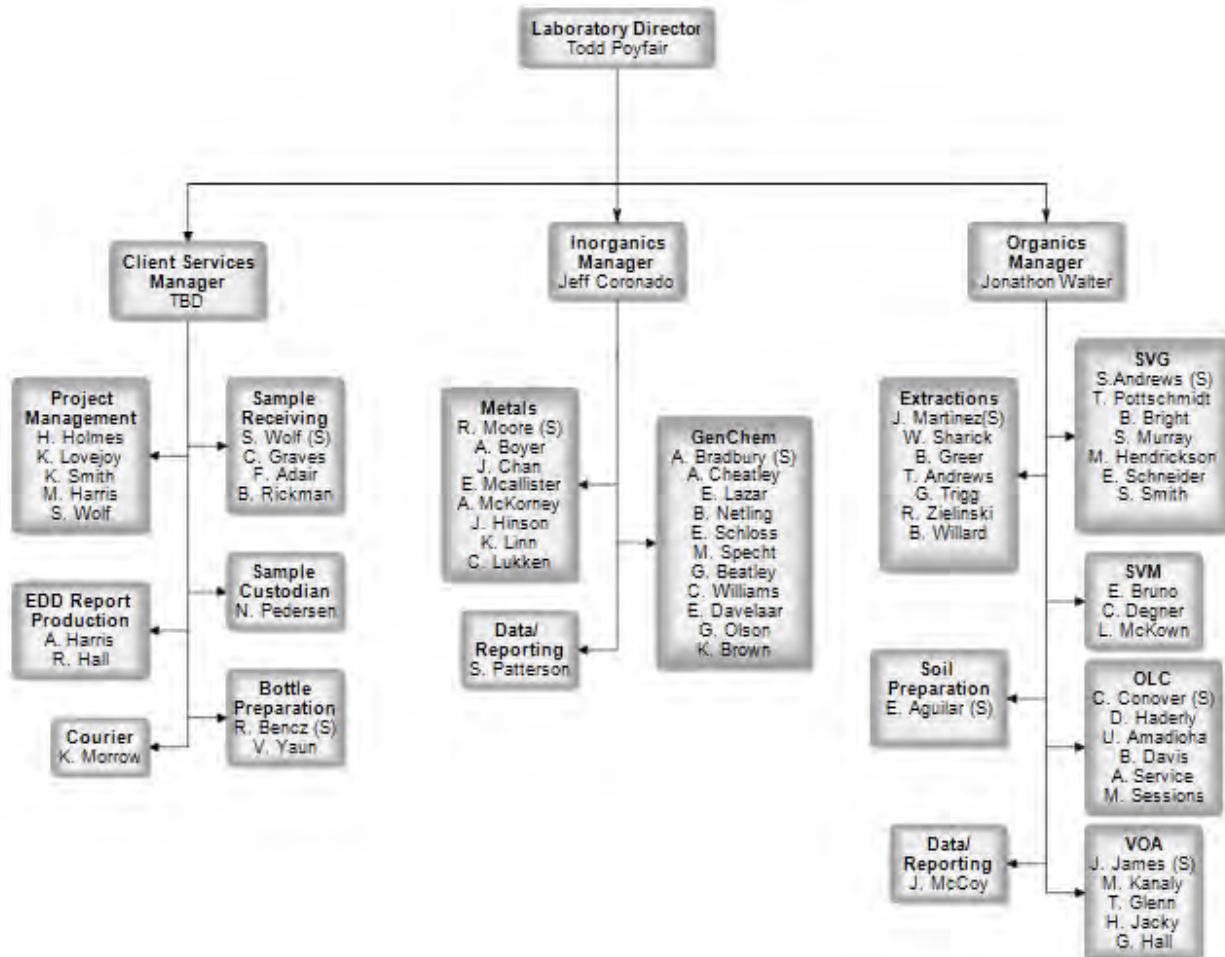 Laboratory Director
Todd Poyfair
Client Services
Manager
TBD
Inorganics
Manager
Jeff Coronado
Organics
Manager
Jonathon Walter
Project
Management
H. Holmes
K. Lovejoy
K. Smith
M. Harris
S. Wolf
Sample
Receiving
S. Wolf (S)
C. Graves
F. Adair
B. Rickman
EDD Report
Production
A. Harris
R. Hall
Sample
Custodian
N. Pedersen
Courier
K. Morrow
Bottle
Preparation
R. Bencz (S)
V. Yaun
Metals
R. Moore (S)
A. Boyer
J. Chan
E. Mcallister
A. McKorney
J. Hinson
K. Linn
C. Lukken
GenChem
A. Bradbury (S)
A. Cheatley
E. Lazar
B. Netling
E. Schloss
M. Specht
G. Beatley
C. Williams
E. Davelaar
G. Olson
K. Brown
Data/
Reporting
S. Patterson
Extractions
J. Martinez(S)
W. Sharick
B. Greer
T. Andrews
G. Trigg
R. Zielinski
B. Willard
SVG
S.Andrews (S)
T. Pottschmidt
B. Bright
S. Murray
M. Hendrickson
E. Schneider
S. Smith
SVM
E. Bruno
C. Degner
L. McKown
Soil
Preparation
E. Aguilar (S)
OLC
C. Conover (S)
D. Haderly
U. Amadioha
B. Davis
A. Service
M. Sessions
Data/
Reporting
J. McCoy
VOA
J. James (S)
M. Kanaly
T. Glenn
H. Jacky
G. Hall